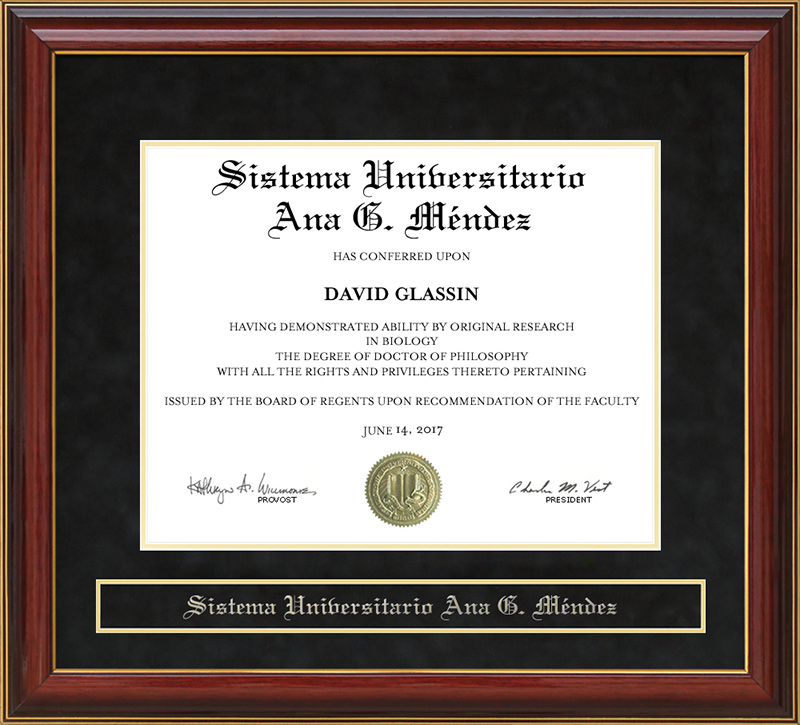 Sistema Universitario
Ana G. Méndez
HAS CONFERRED UPON
DAVID GLASSIN
HAVING DEMONSTRATED ABILITY BY ORIGINAL RESEARCH
IN BIOLOGY
THE DEGREE OF DOCTOR OF PHILOSOPHY
WITH ALL THE RIGHTS AND PRIVILEGES THERETO PERTAINING
ISSUED BY THE BOARD OF REGENTS UPON RECOMMENDATION OF THE FACULTY
JUNE 14, 2017
PROVOST
Charles M. Vest
PRESIDENT
Sistema Universitario Ana G. Méndez